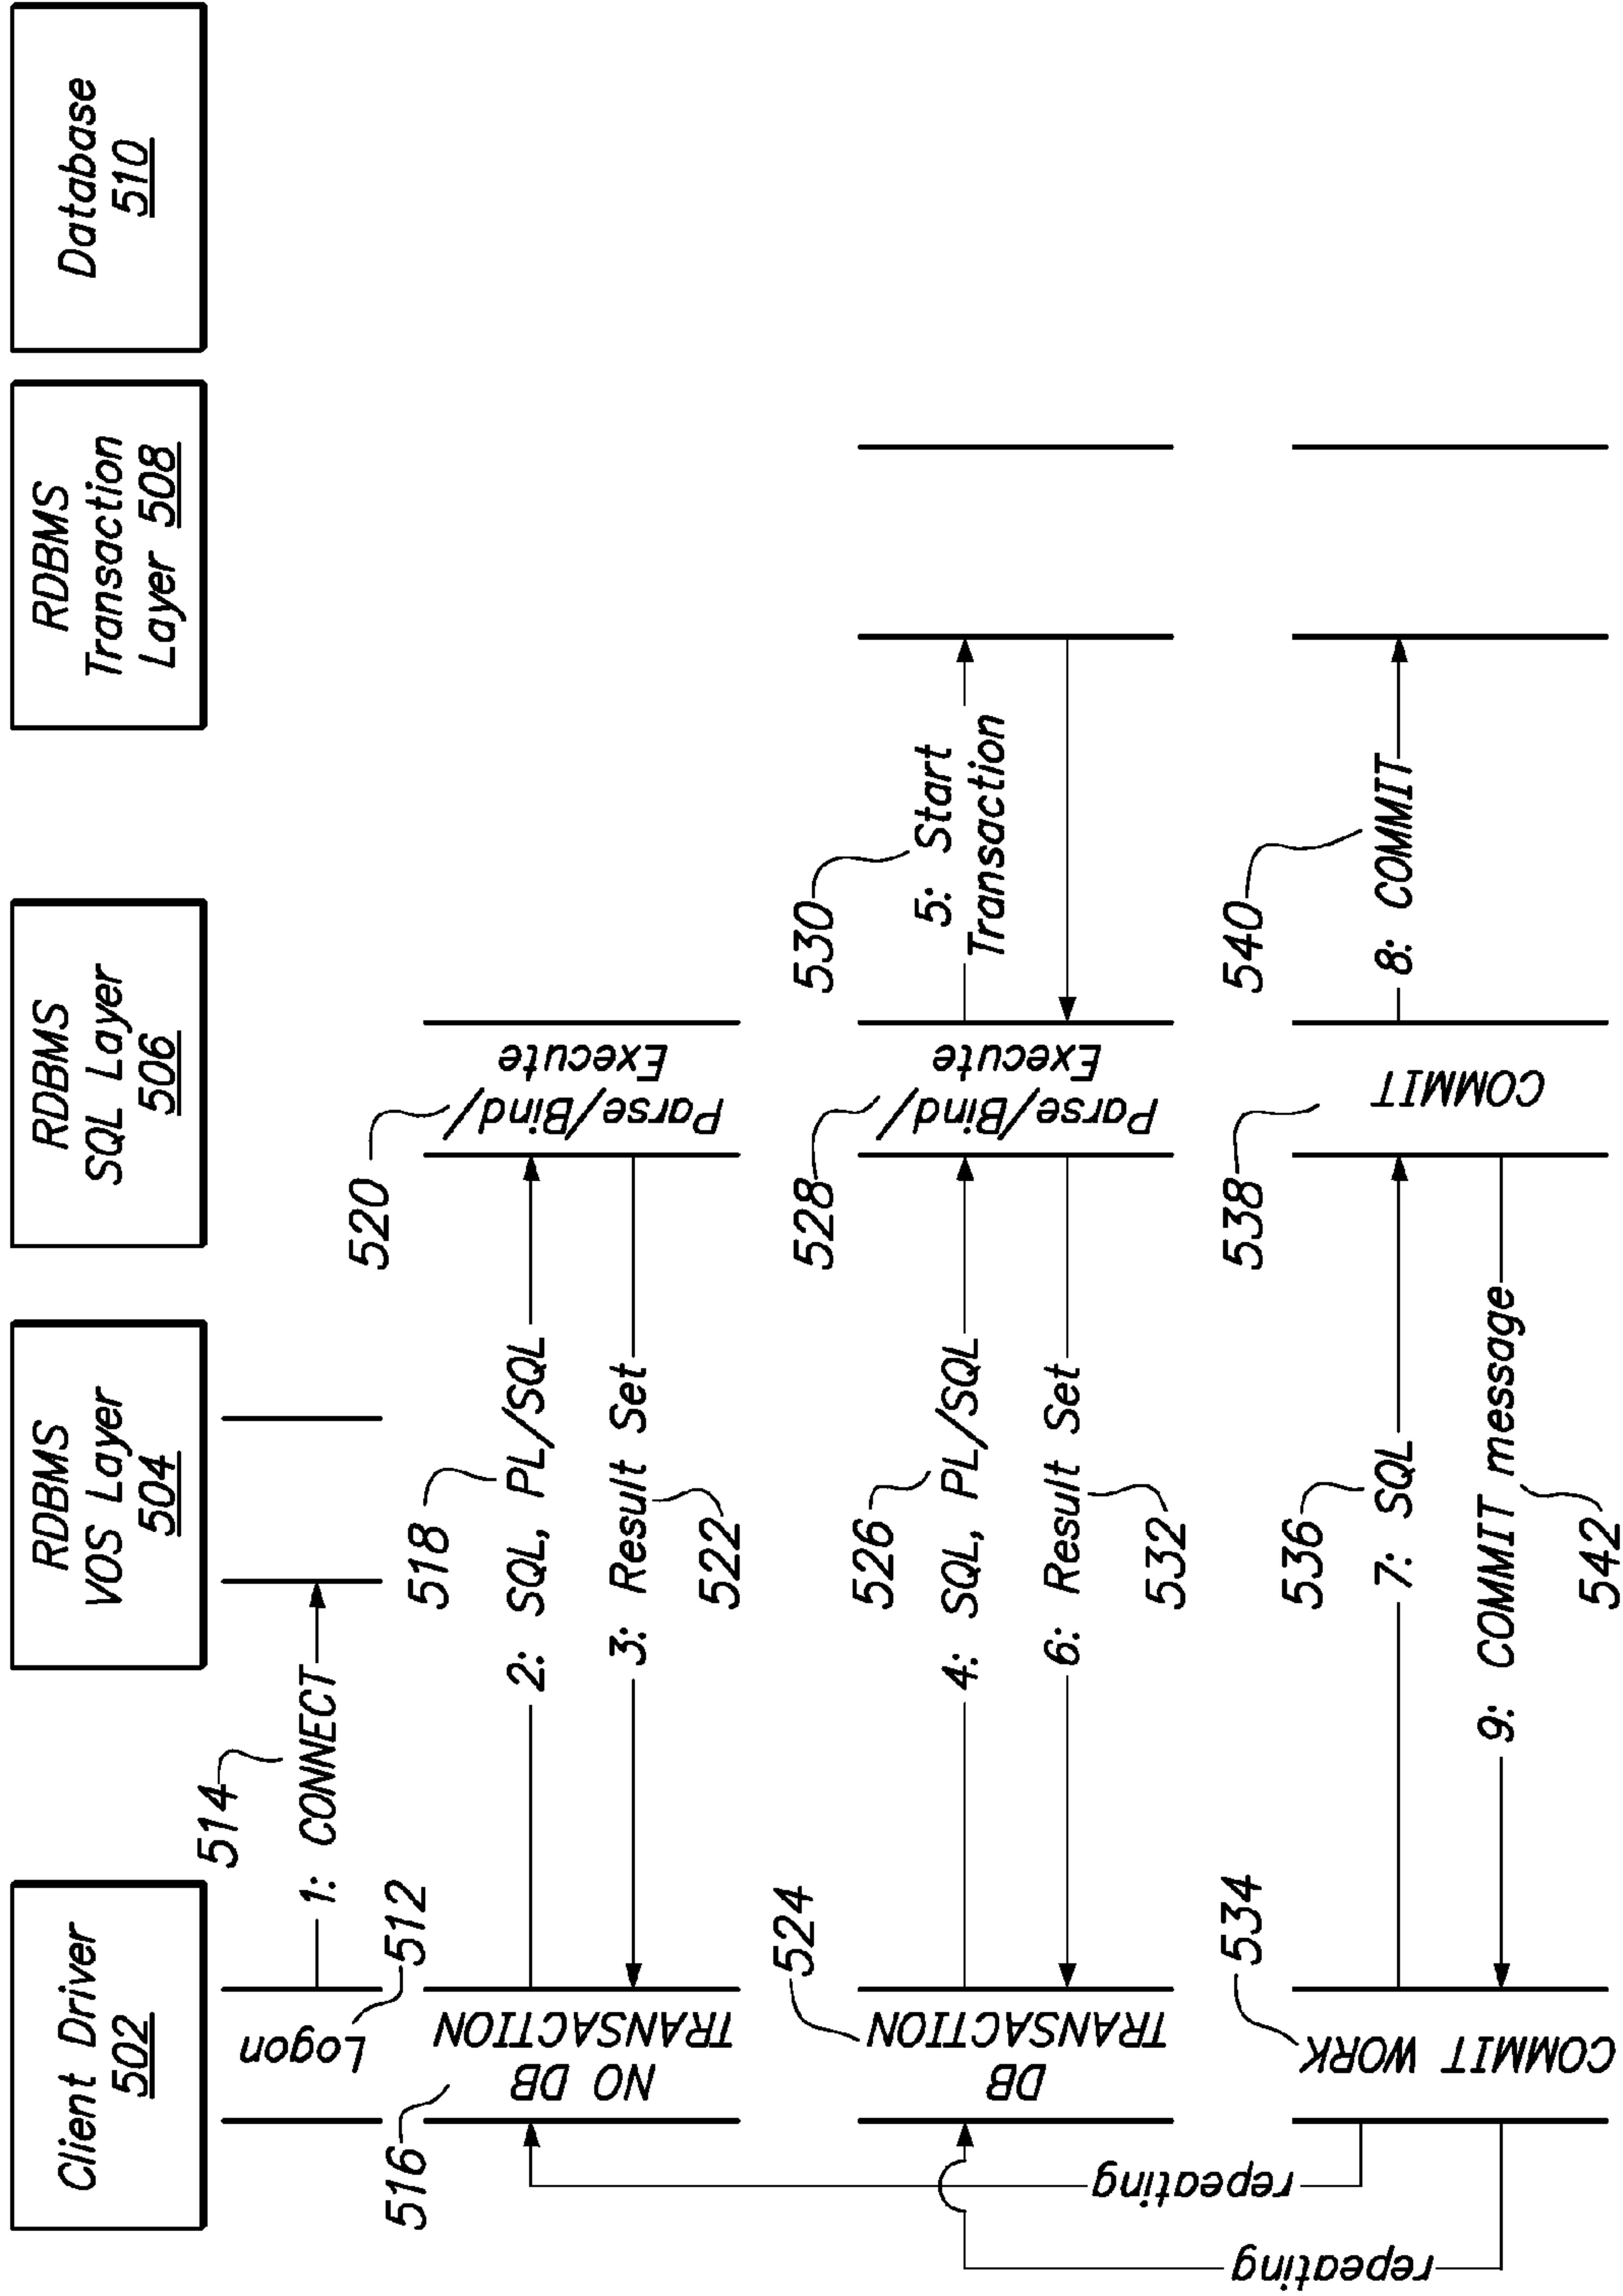 Client Driver
502
RDBMS
VOS Layer
504
RDBMS
SQL Layer
506
RDBMS
Transaction
Layer 508
Database
510
514
Logon
512
1: CONNECT
516
NO DB
TRANSACTION
518
2: SQL, PL/SQL
3: Result Set
522
520
Parse/Bind/
Execute
524
DB
TRANSACTION
526
4: SQL, PL/SQL
6: Result Set
532
528
Parse/Bind/
Execute
530
5: Start
Transaction
534
COMMIT WORK
536
7: SQL
9: COMMIT message
542
538
COMMIT
540
8: COMMIT
repeating
repeating